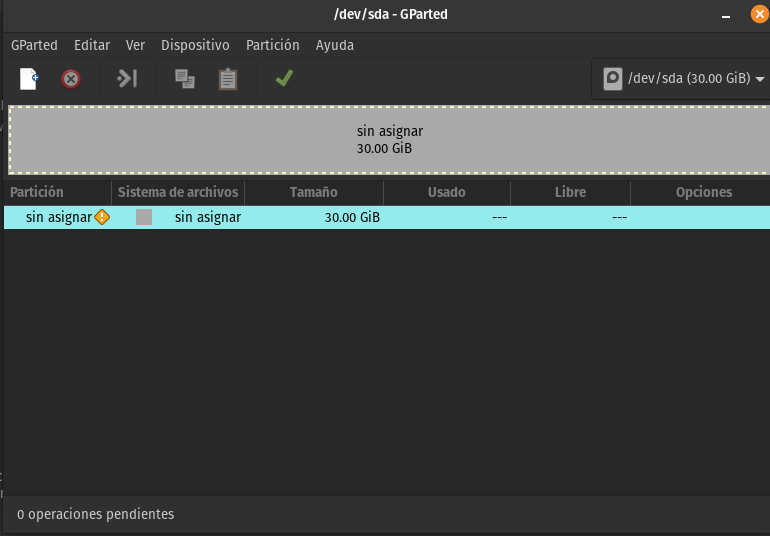 /dev/sda - GParted
GParted Editar Ver Dispositivo Partición Ayuda
/dev/sda (30.00 GiB)
sin asignar
30.00 GiB
Partición Sistema de archivos Tamaño Usado Libre Opciones
sin asignar sin asignar 30.00 GiB --- ---
0 operaciones pendientes